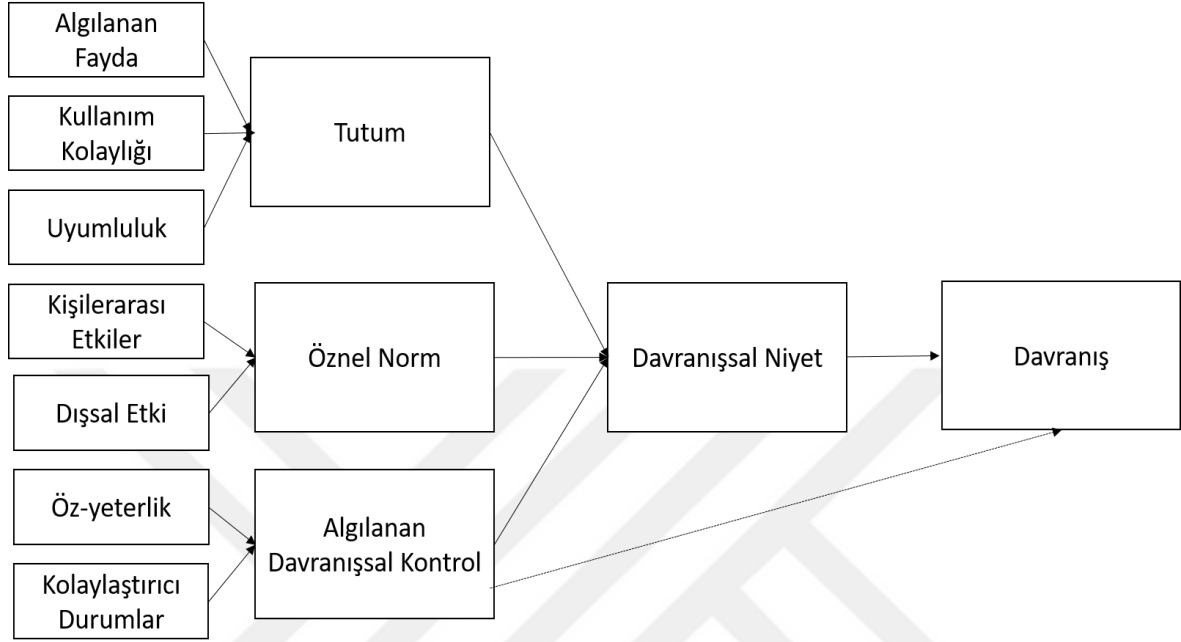 Algılanan
Fayda
Kullanım
Kolaylığı
Uyumluluk
Tutum
Kişilerarası
Etkiler
Dışsal Etki
Öznel Norm
Davranışsal Niyet
Davranış
Öz-yeterlik
Kolaylaştırıcı
Durumlar
Algılanan
Davranışsal Kontrol